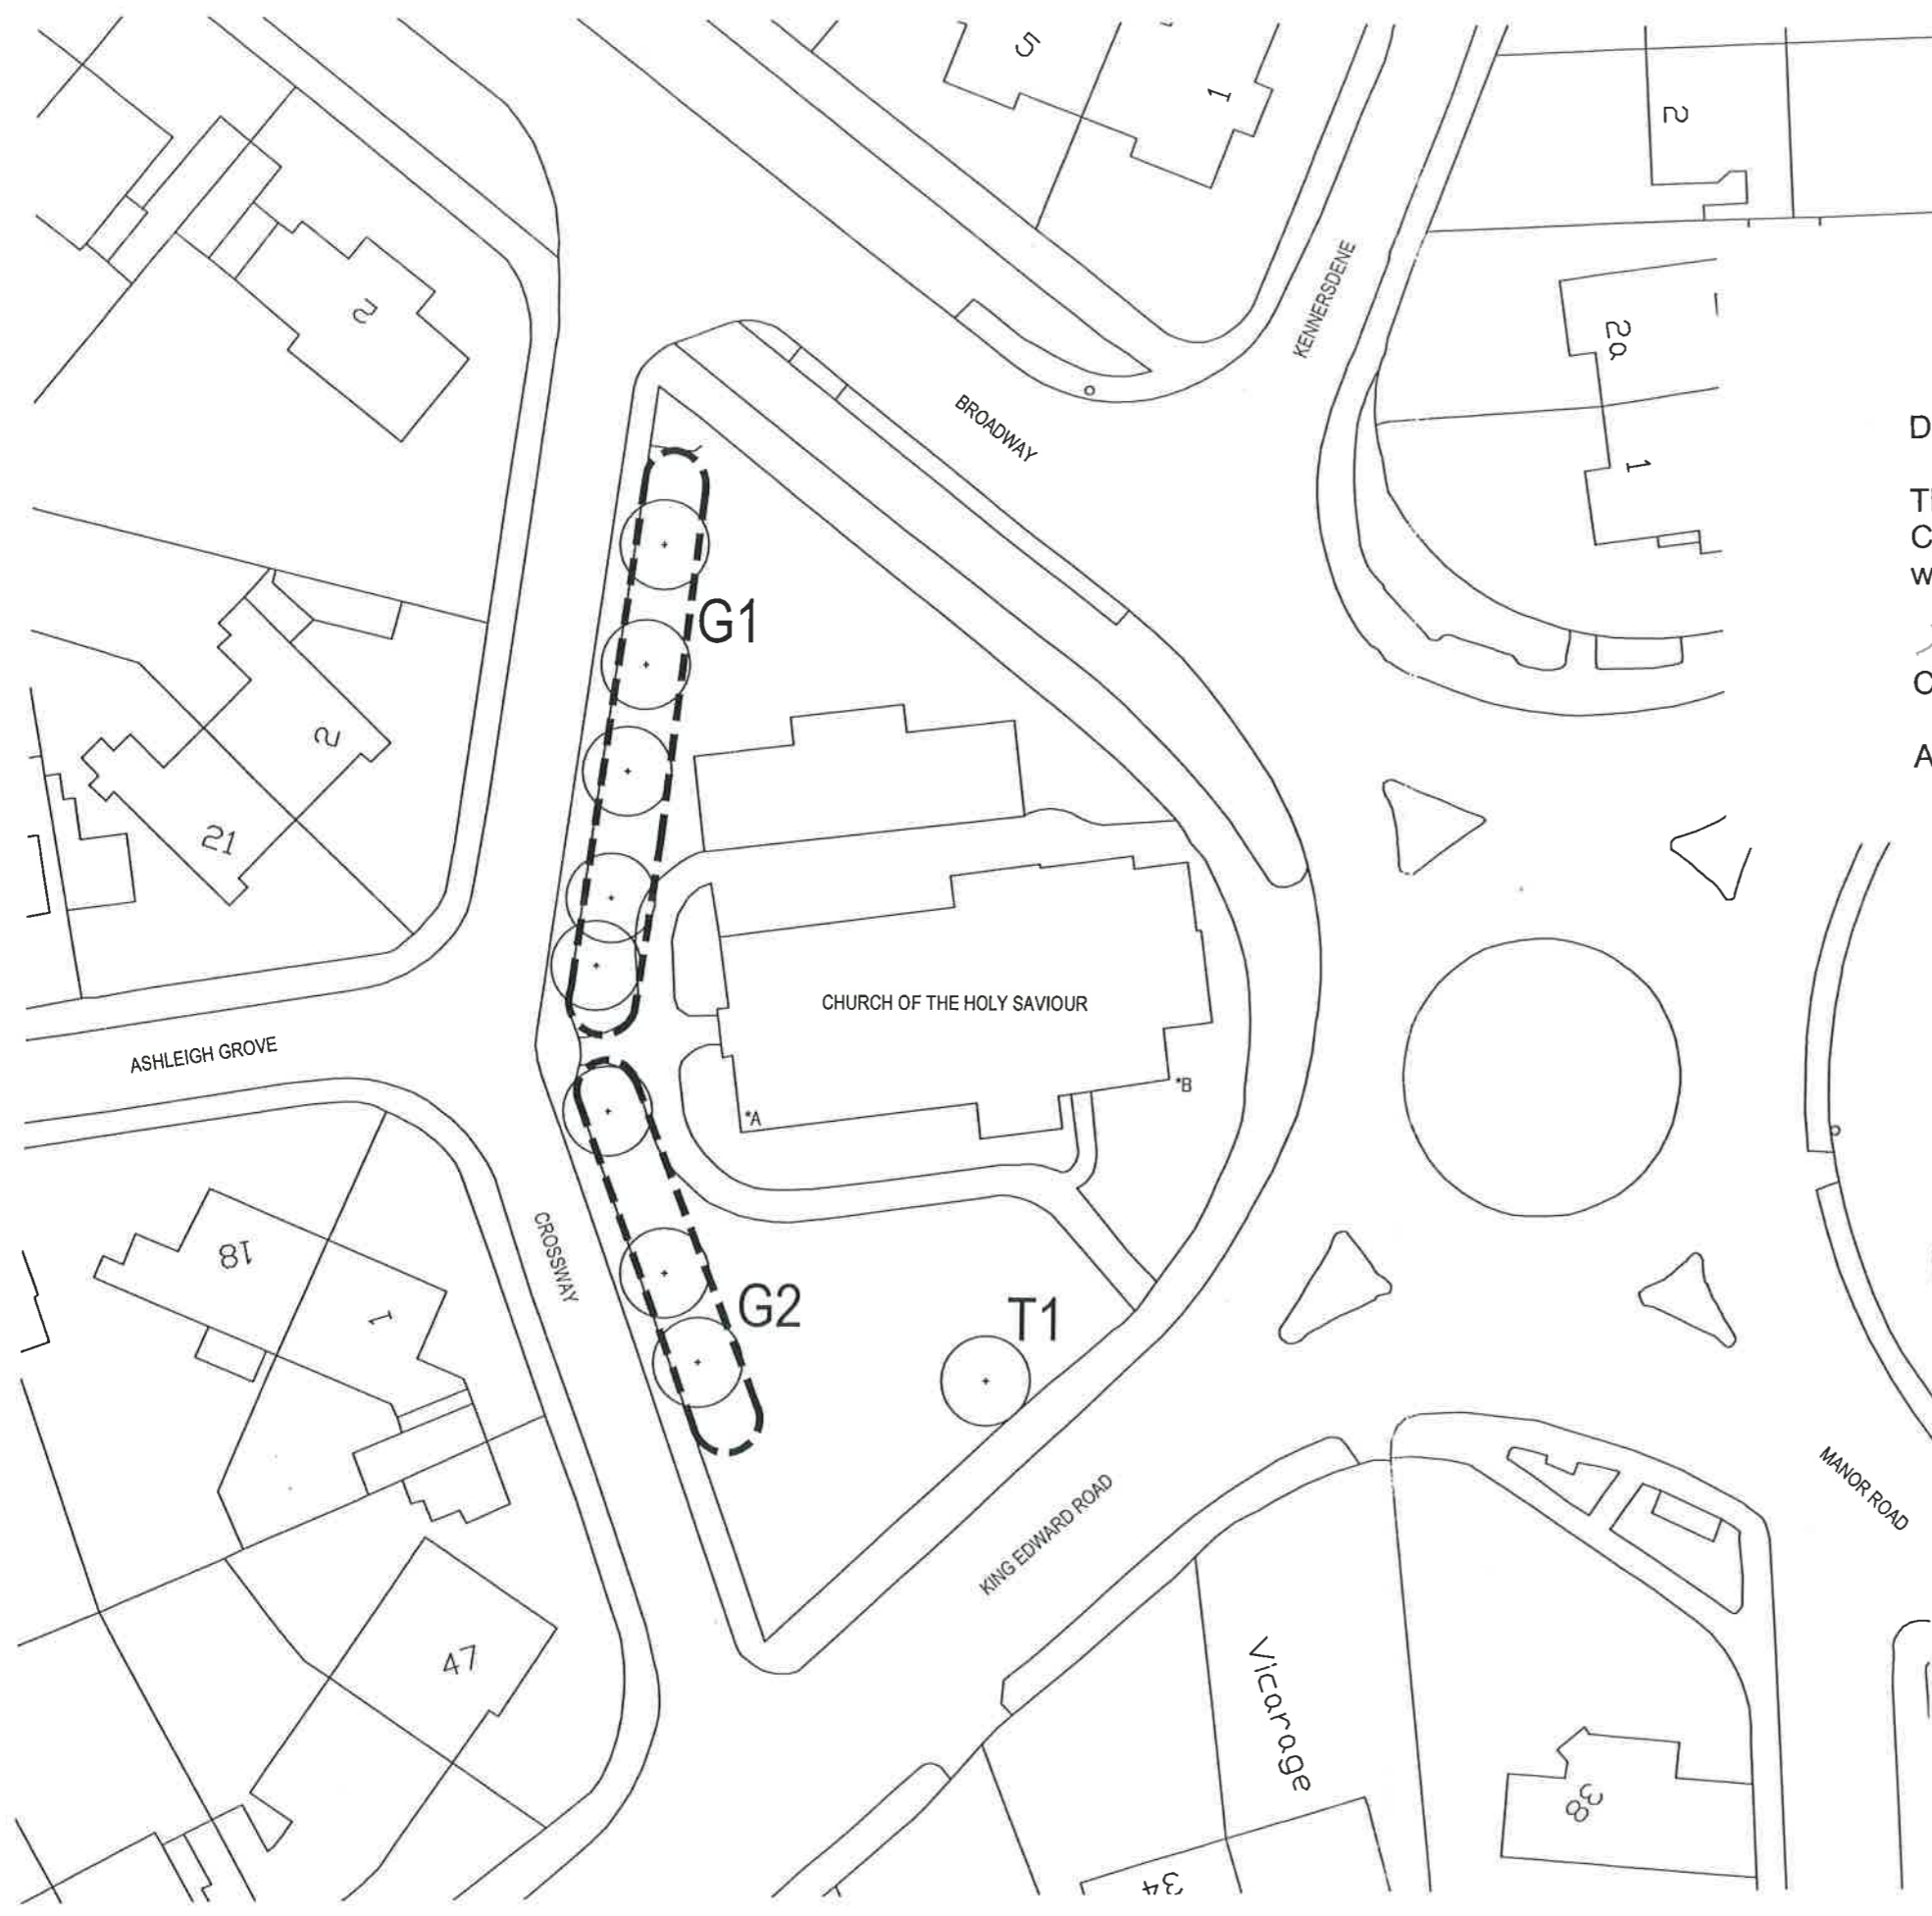 5
1
2
KENNERSDENE
2
2a
BROADWAY
1
G1
2
21
CHURCH OF THE HOLY SAVIOUR
ASHLEIGH GROVE
*B
*A
CROSSWAY
18
1
G2
T1
MANOR ROAD
KING EDWARD ROAD
47
Vicarage
38
34